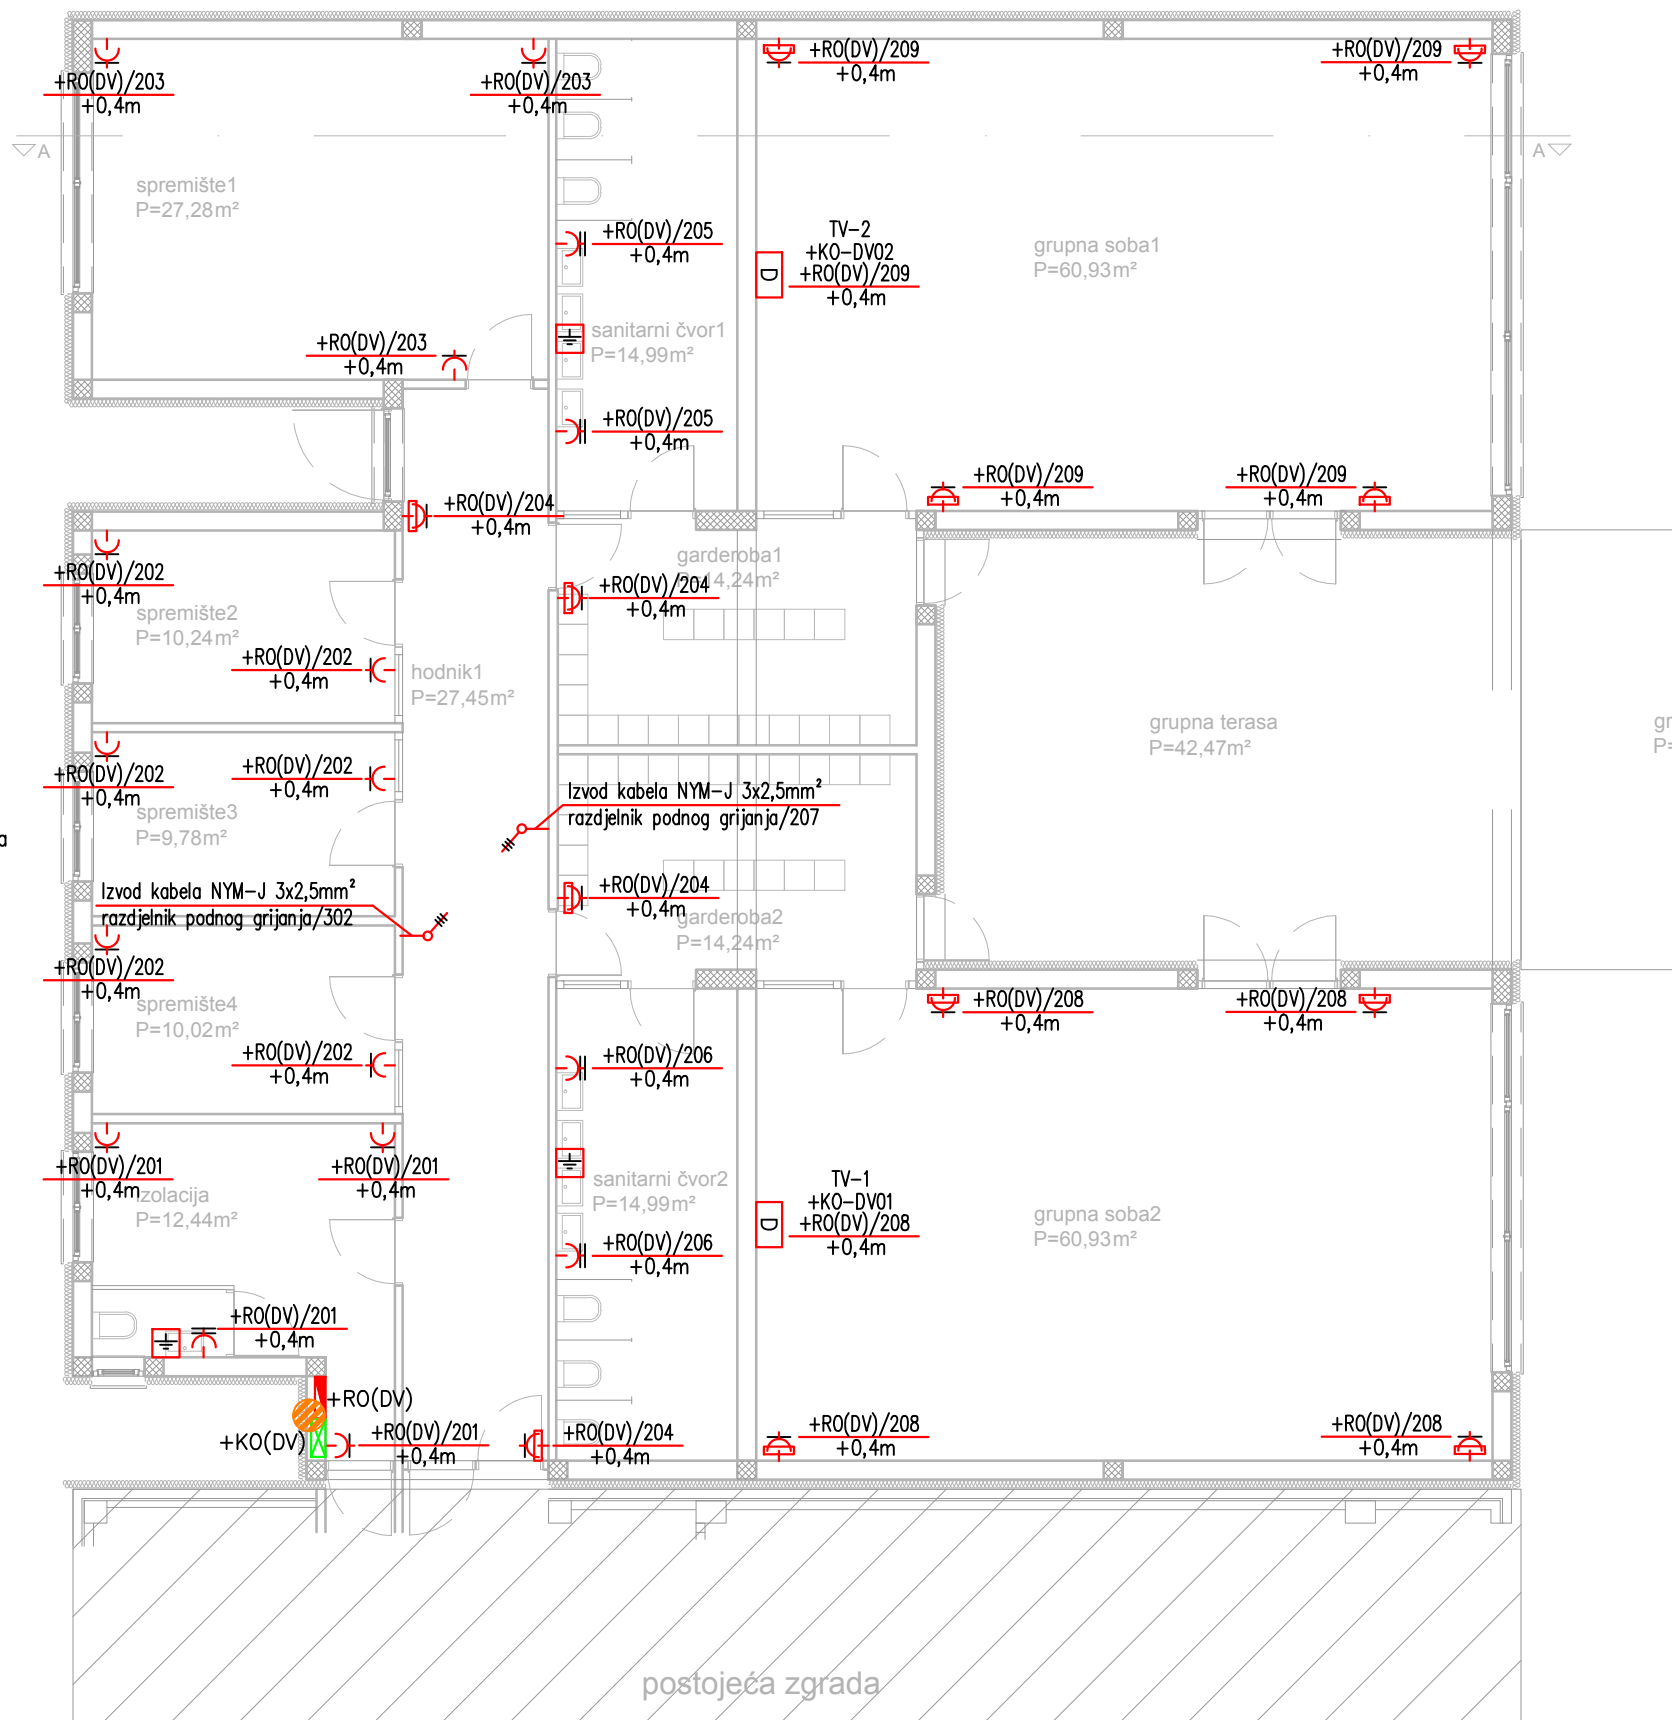 +RO(DV)/203
+0,4m
+RO(DV)/203
+0,4m
+RO(DV)/209
+0,4m
+RO(DV)/209
+0,4m
A
A
spremište1
P=27,28m²
+RO(DV)/205
+0,4m
TV-2
+KO-DV02
+RO(DV)/209
+0,4m
D
grupna soba1
P=60,93m²
+RO(DV)/203
+0,4m
sanitarni čvor1
P=14,99m²
+RO(DV)/205
+0,4m
+RO(DV)/204
+0,4m
+RO(DV)/209
+0,4m
+RO(DV)/209
+0,4m
+RO(DV)/202
+0,4m
spremište2
P=10,24m²
garderoba1
P=14,24m²
+RO(DV)/204
+0,4m
+RO(DV)/202
+0,4m
hodnik1
P=27,45m²
grupna terasa
P=42,47m²
gr
P=
+RO(DV)/202
+0,4m
+RO(DV)/202
+0,4m
spremište3
P=9,78m²
Izvod kabela NYM-J 3x2,5mm²
razdjelnik podnog grijanja/207
a
Izvod kabela NYM-J 3x2,5mm²
razdjelnik podnog grijanja/302
+RO(DV)/204
+0,4m
garderoba2
P=14,24m²
+RO(DV)/202
+0,4m
spremište4
P=10,02m²
+RO(DV)/202
+0,4m
+RO(DV)/208
+0,4m
+RO(DV)/208
+0,4m
+RO(DV)/206
+0,4m
+RO(DV)/201
+0,4m
izolacija
P=12,44m²
+RO(DV)/201
+0,4m
sanitarni čvor2
P=14,99m²
TV-1
+KO-DV01
+RO(DV)/208
+0,4m
D
grupna soba2
P=60,93m²
+RO(DV)/206
+0,4m
+RO(DV)/201
+0,4m
+RO(DV)
+KO(DV)
+RO(DV)/201
+0,4m
+RO(DV)/204
+0,4m
+RO(DV)/208
+0,4m
+RO(DV)/208
+0,4m
postojeća zgrada